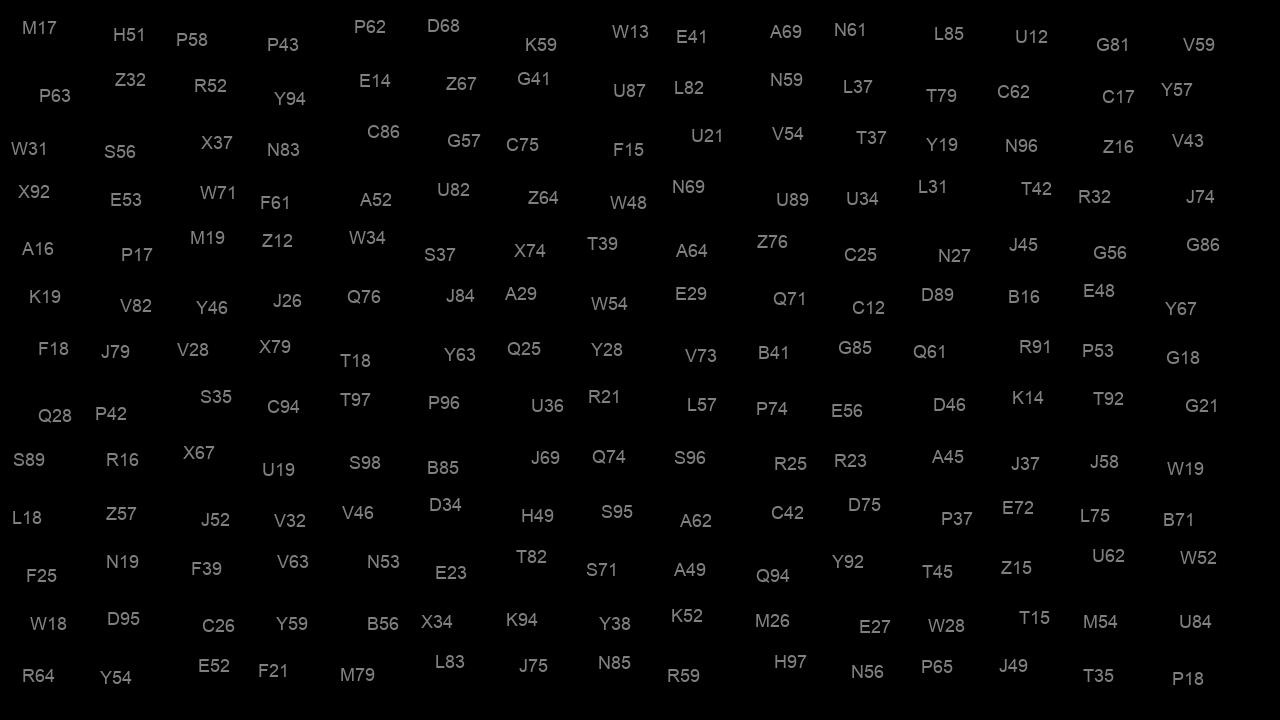 M17 H51 P58 P43 P62 D68 K59 W13 E41 A69 N61 L85 U12 G81 V59
P63 Z32 R52 Y94 E14 Z67 G41 U87 L82 N59 L37 T79 C62 C17 Y57
W31 S56 X37 N83 C86 G57 C75 F15 U21 V54 T37 Y19 N96 Z16 V43
X92 E53 W71 F61 A52 U82 Z64 W48 N69 U89 U34 L31 T42 R32 J74
A16 P17 M19 Z12 W34 S37 X74 T39 A64 Z76 C25 N27 J45 G56 G86
K19 V82 Y46 J26 Q76 J84 A29 W54 E29 Q71 C12 D89 B16 E48 Y67
F18 J79 V28 X79 T18 Y63 Q25 Y28 V73 B41 G85 Q61 R91 P53 G18
Q28 P42 S35 C94 T97 P96 U36 R21 L57 P74 E56 D46 K14 T92 G21
S89 R16 X67 U19 S98 B85 J69 Q74 S96 R25 R23 A45 J37 J58 W19
L18 Z57 J52 V32 V46 D34 H49 S95 A62 C42 D75 P37 E72 L75 B71
F25 N19 F39 V63 N53 E23 T82 S71 A49 Q94 Y92 T45 Z15 U62 W52
W18 D95 C26 Y59 B56 X34 K94 Y38 K52 M26 E27 W28 T15 M54 U84
R64 Y54 E52 F21 M79 L83 J75 N85 R59 H97 N56 P65 J49 T35 P18